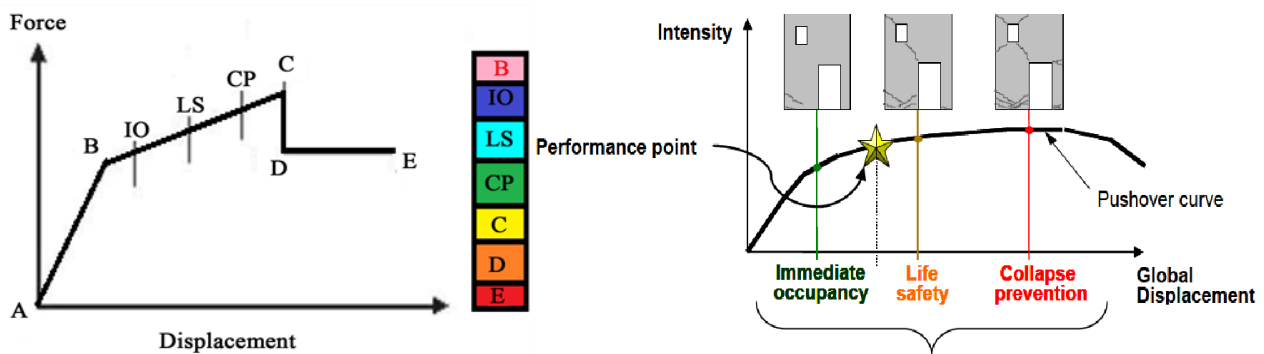 Force
C
CP
LS
IO
B
D
E
A
Displacement
B
IO
LS
CP
C
D
E
Intensity
Performance point
Pushover curve
Immediate
occupancy
Life
safety
Collapse
prevention
Global
Displacement